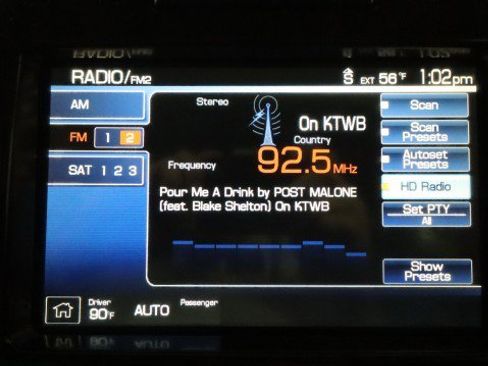 RADIO/FM2
S EXT 56°F 1:02pm
AM
FM 1 2
SAT 1 2 3
Stereo
On KTWB
Country
Frequency
92.5 MHz
Pour Me A Drink by POST MALONE
(feat. Blake Shelton) On KTWB
Scan
Scan
Presets
Autoset
Presets
HD Radio
Set PTY
All
Show
Presets
Driver
90°F
AUTO
Passenger